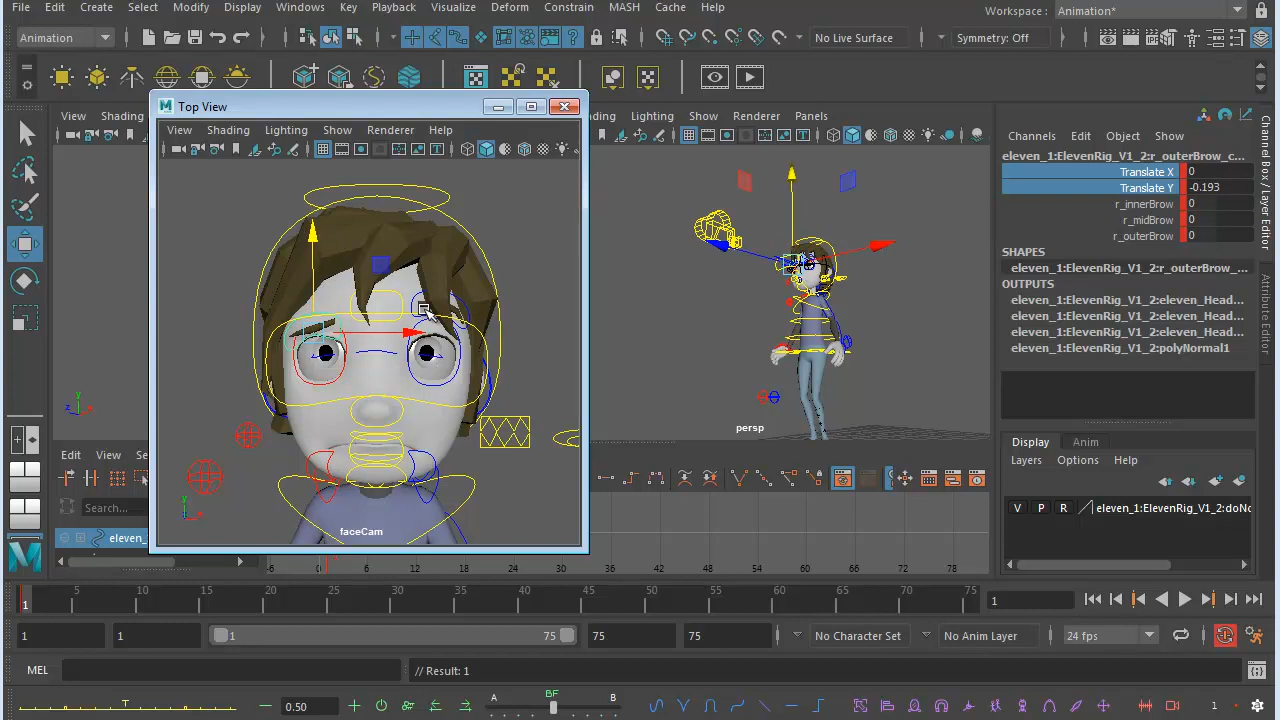 File Edit Create Select Modify Display Windows Key Playback Visualize Deform Constrain MASH Cache Help Workspace : Animation*
Animation No Live Surface Symmetry: Off
Top View
View Shading View Shading Lighting Show Renderer Help Lighting Show Renderer Panels
Channels Edit Object Show
eleven_1:ElevenRig_V1_2:r_outerBrow_c...
Translate X 0
Translate Y -0.193
r_innerBrow 0
r_midBrow 0
r_outerBrow 0
SHAPES
eleven_1:ElevenRig_V1_2:r_outerBrow_...
OUTPUTS
eleven_1:ElevenRig_V1_2:eleven_Head...
eleven_1:ElevenRig_V1_2:eleven_Head...
eleven_1:ElevenRig_V1_2:eleven_Head...
eleven_1:ElevenRig_V1_2:polyNormal1
Channel Box / Layer Editor
Attribute Editor
y
z x
persp
Display Anim
Layers Options Help
V P R eleven_1:ElevenRig_V1_2:doNo
Edit View Se
Search...
eleven_
y
faceCam
-6 0 6 12 18 24 30 36 42 48 54 60 66 72 78
1 5 10 15 20 25 30 35 40 45 50 55 60 65 70 75 1
1 1 1 75 75 75 No Character Set No Anim Layer 24 fps
MEL // Result: 1
T 0.50 A BF B 1